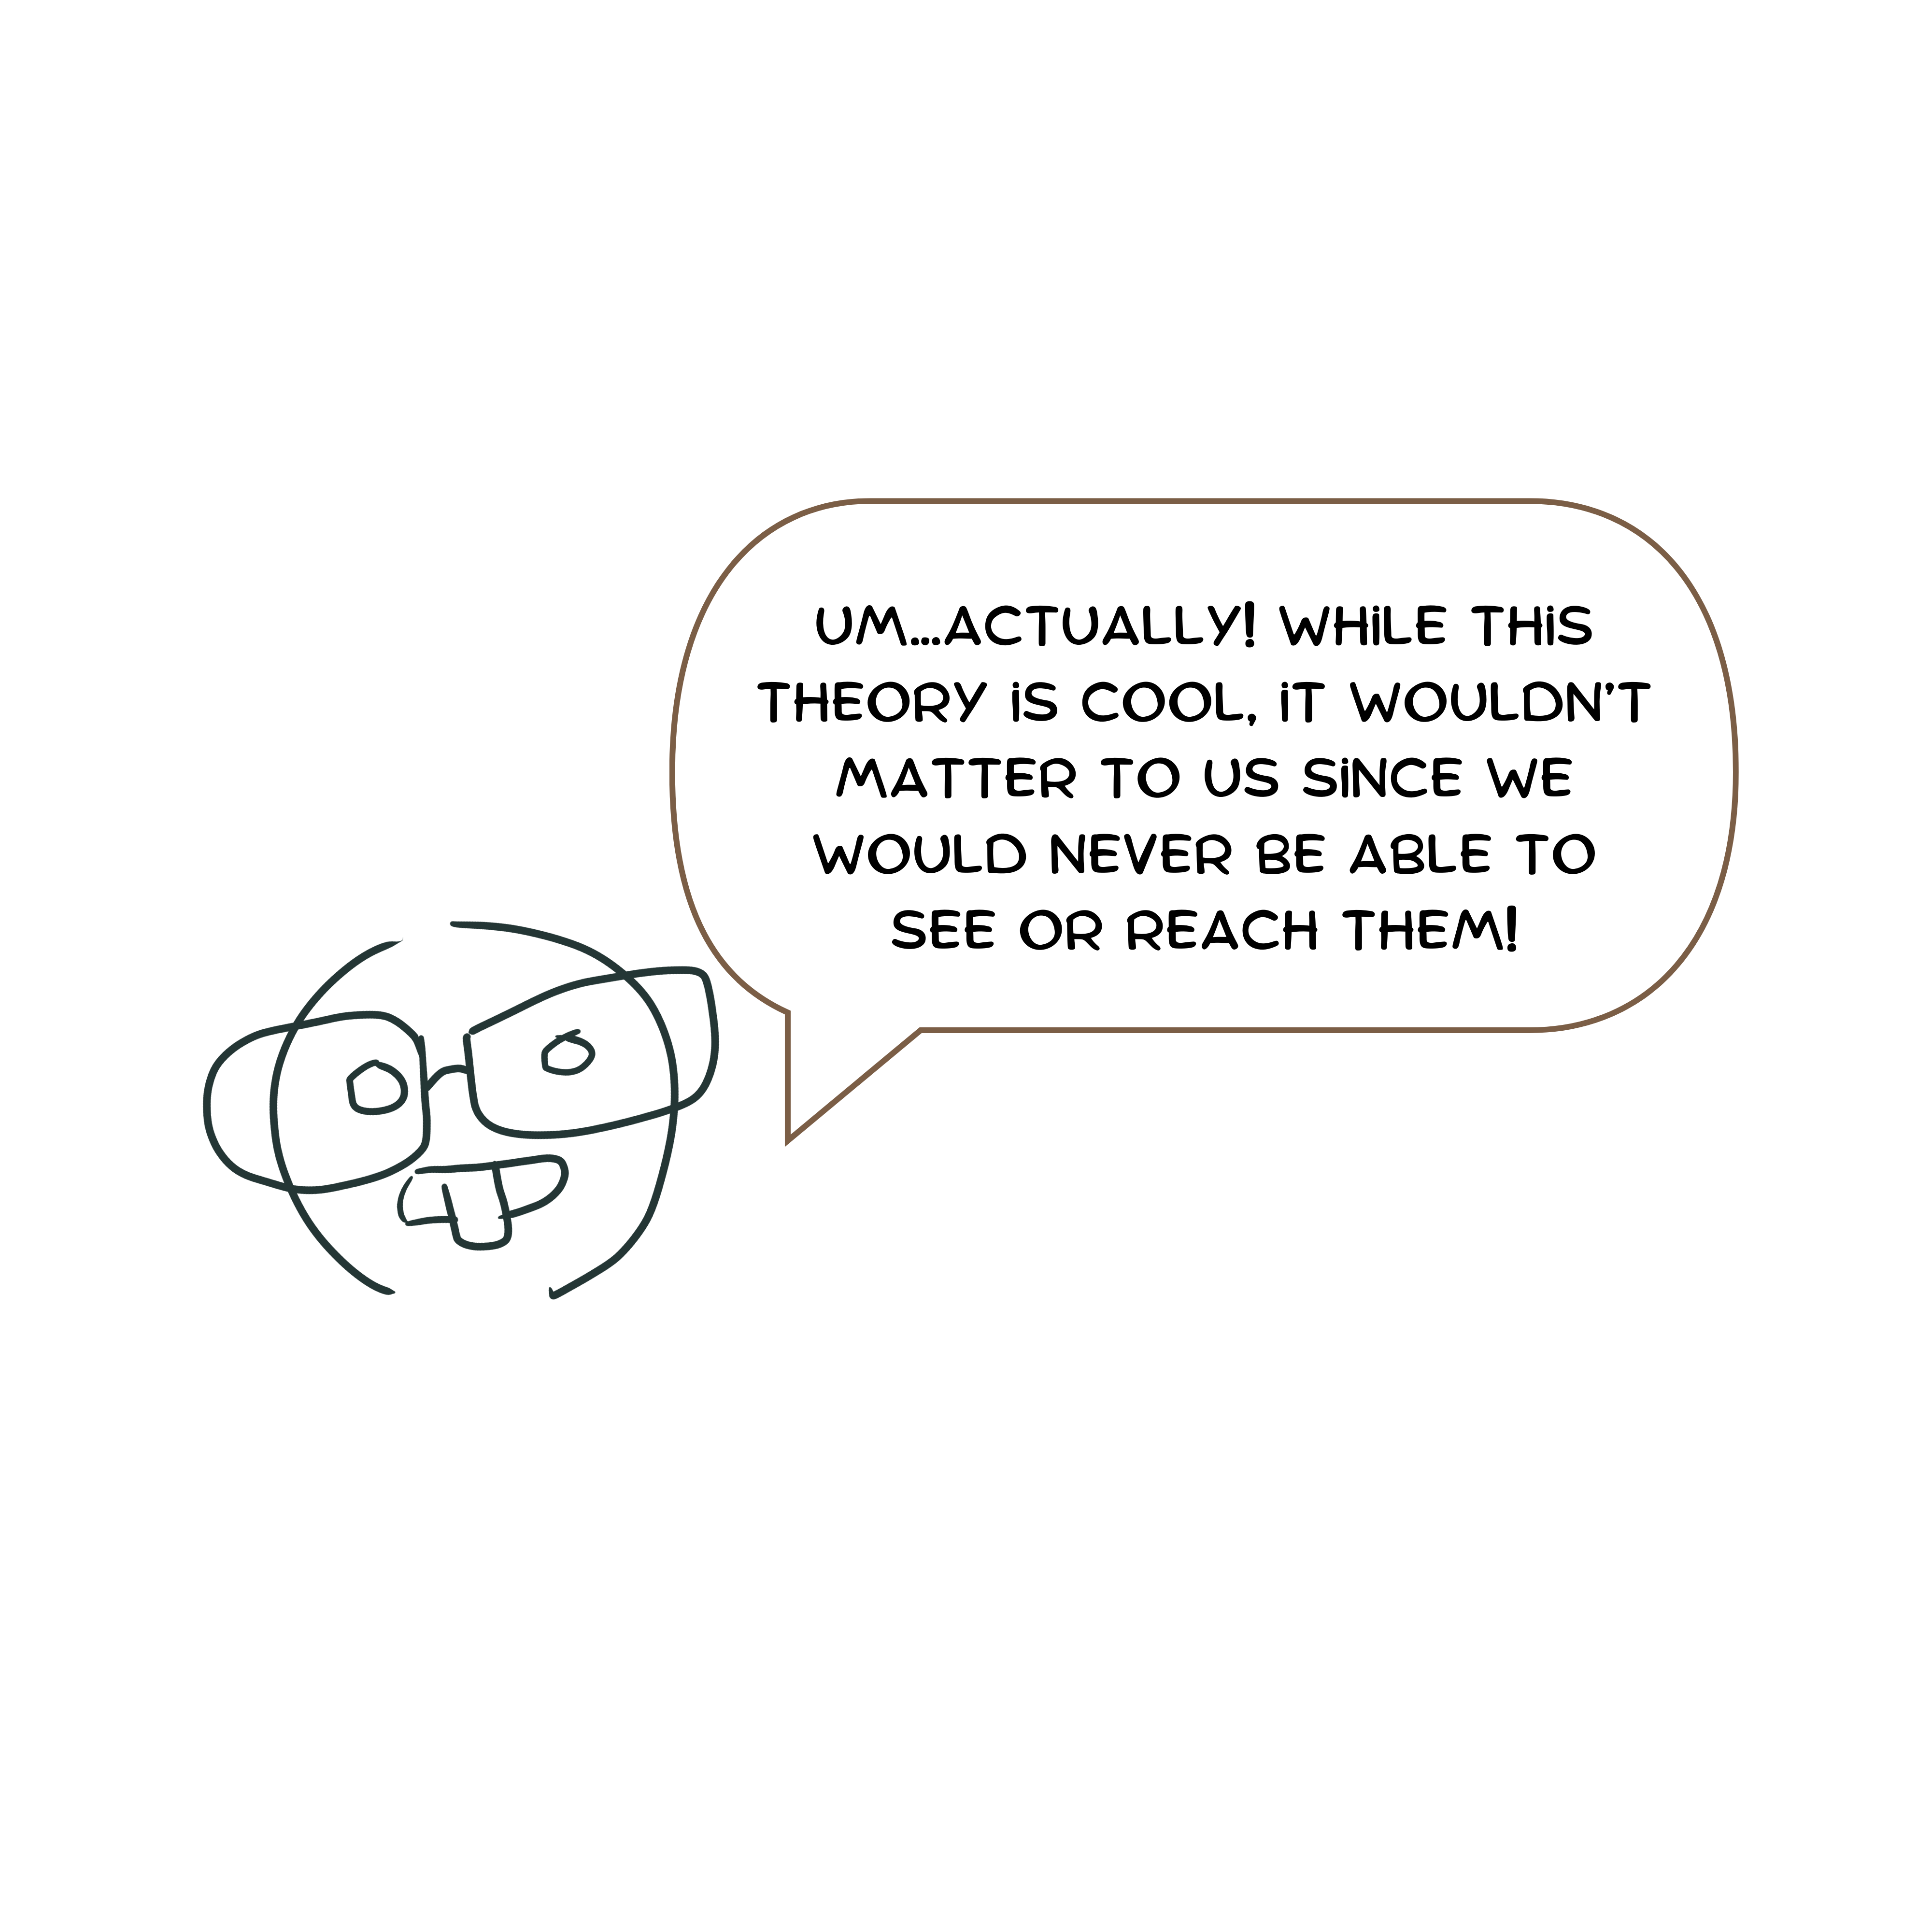 UM...ACTUALLY! WHiLE THiS
THEORY iS COOL, iT WOULDN'T
MATTER TO US SiNCE WE
WOULD NEVER BE ABLE TO
SEE OR REACH THEM!